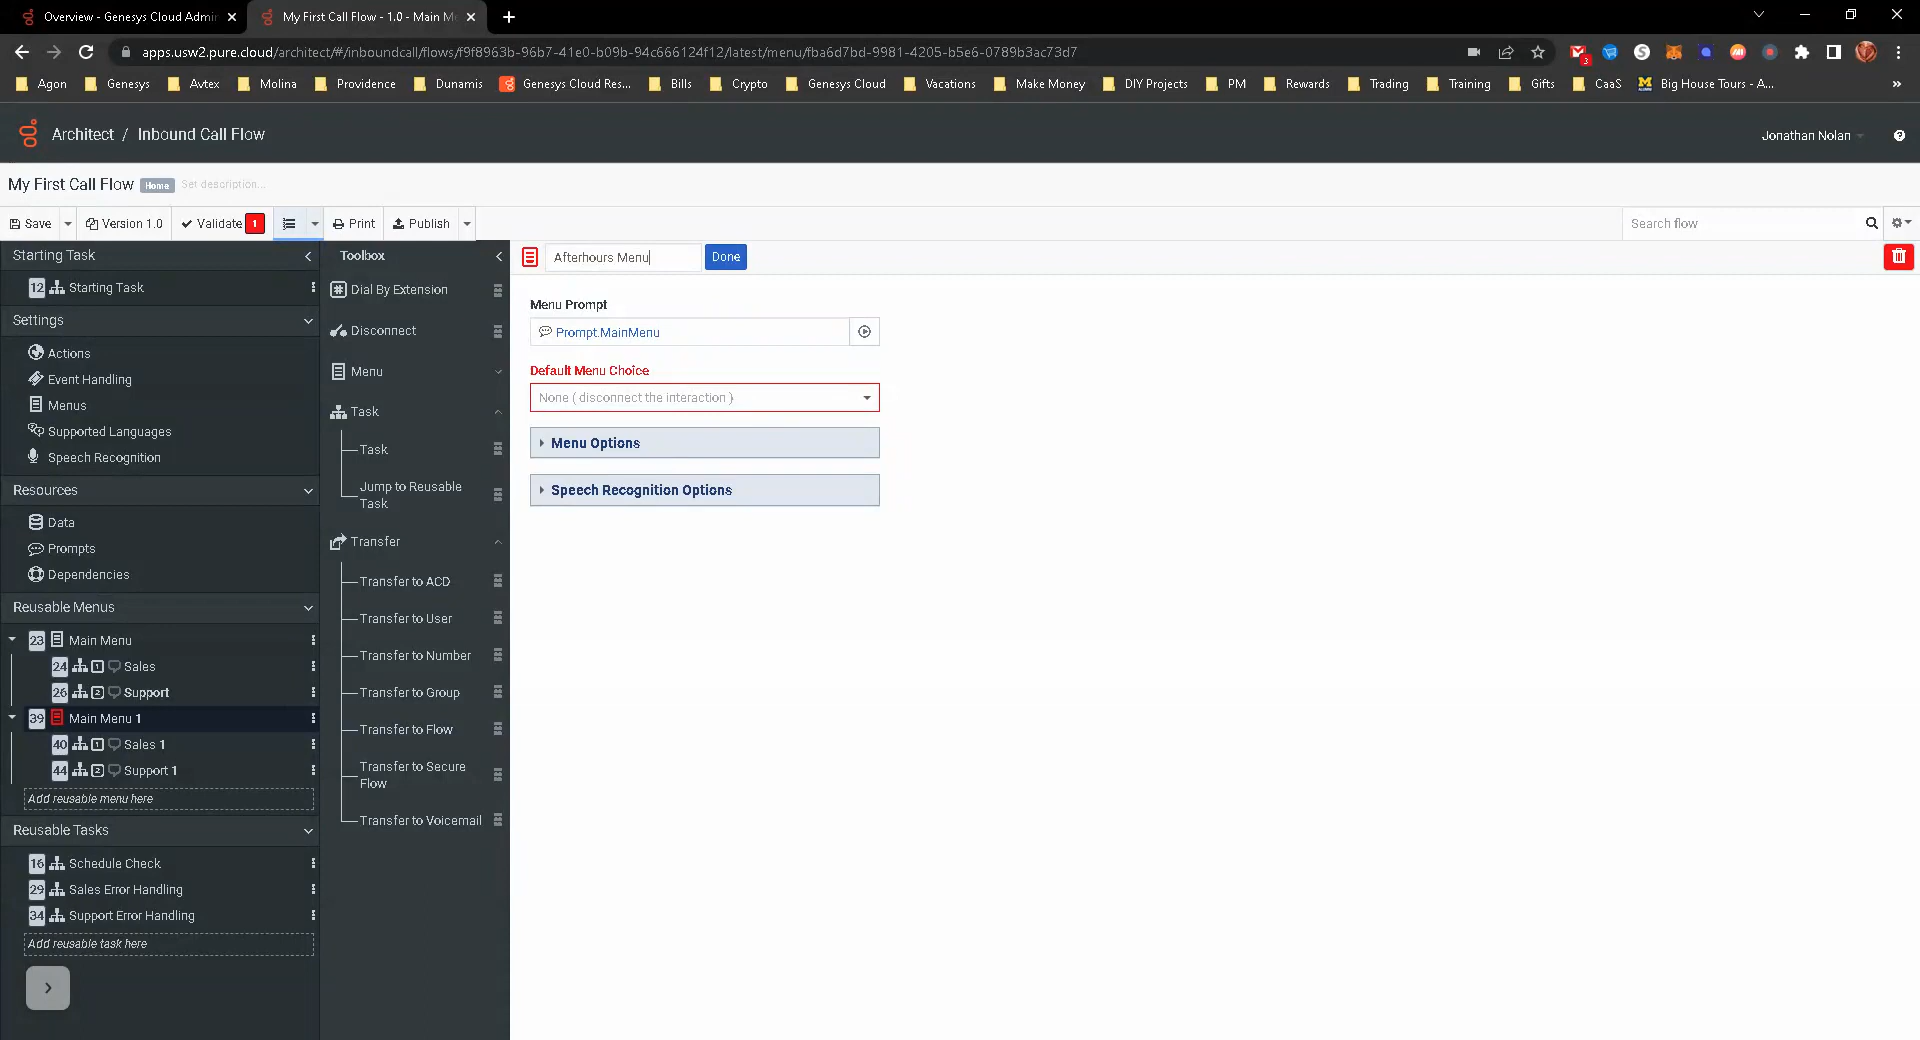 Overview - Genesys Cloud Admin
My First Call Flow - 1.0 - Main Me
apps.usw2.pure.cloud/architect/#/inboundcall/flows/f9f8963b-96b7-41e0-b09b-94c666124f12/latest/menu/fba6d7bd-9981-4205-b5e6-0789b3ac73d7
3
Agon
Genesys
Avtex
Molina
Providence
Dunamis
Genesys Cloud Res...
Bills
Crypto
Genesys Cloud
Vacations
Make Money
DIY Projects
PM
Rewards
Trading
Training
Gifts
CaaS
Big House Tours - A...
»
Architect / Inbound Call Flow
Jonathan Nolan
My First Call Flow Home Set description...
Save
Version 1.0
Validate 1
Print
Publish
Search flow
Starting Task
12 Starting Task
Settings
Actions
Event Handling
Menus
Supported Languages
Speech Recognition
Resources
Data
Prompts
Dependencies
Reusable Menus
23 Main Menu
24 1 Sales
26 2 Support
39 Main Menu 1
40 1 Sales 1
44 2 Support 1
Add reusable menu here
Reusable Tasks
16 Schedule Check
29 Sales Error Handling
34 Support Error Handling
Add reusable task here
Toolbox
Dial By Extension
Disconnect
Menu
Task
Task
Jump to Reusable
Task
Transfer
Transfer to ACD
Transfer to User
Transfer to Number
Transfer to Group
Transfer to Flow
Transfer to Secure
Flow
Transfer to Voicemail
Afterhours Menu
Done
Menu Prompt
Prompt.MainMenu
Default Menu Choice
None ( disconnect the interaction )
Menu Options
Speech Recognition Options